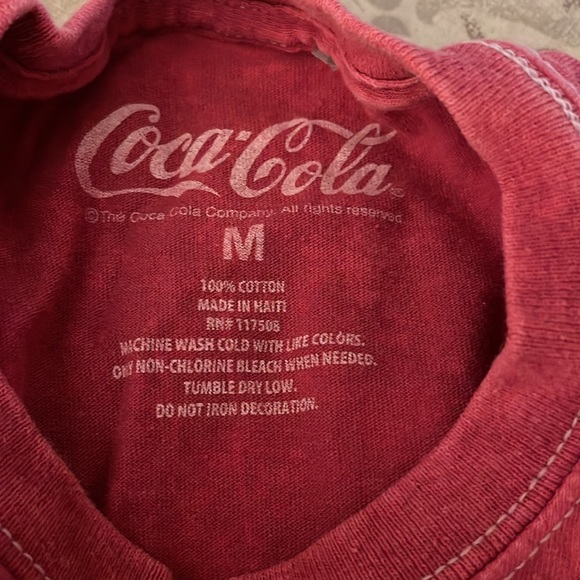 Coca-Cola®
© The Coca Cola Company. All rights reserved.
M
100% COTTON
MADE IN HAITI
RN# 117508
MACHINE WASH COLD WITH LIKE COLORS.
ONLY NON-CHLORINE BLEACH WHEN NEEDED.
TUMBLE DRY LOW.
DO NOT IRON DECORATION.